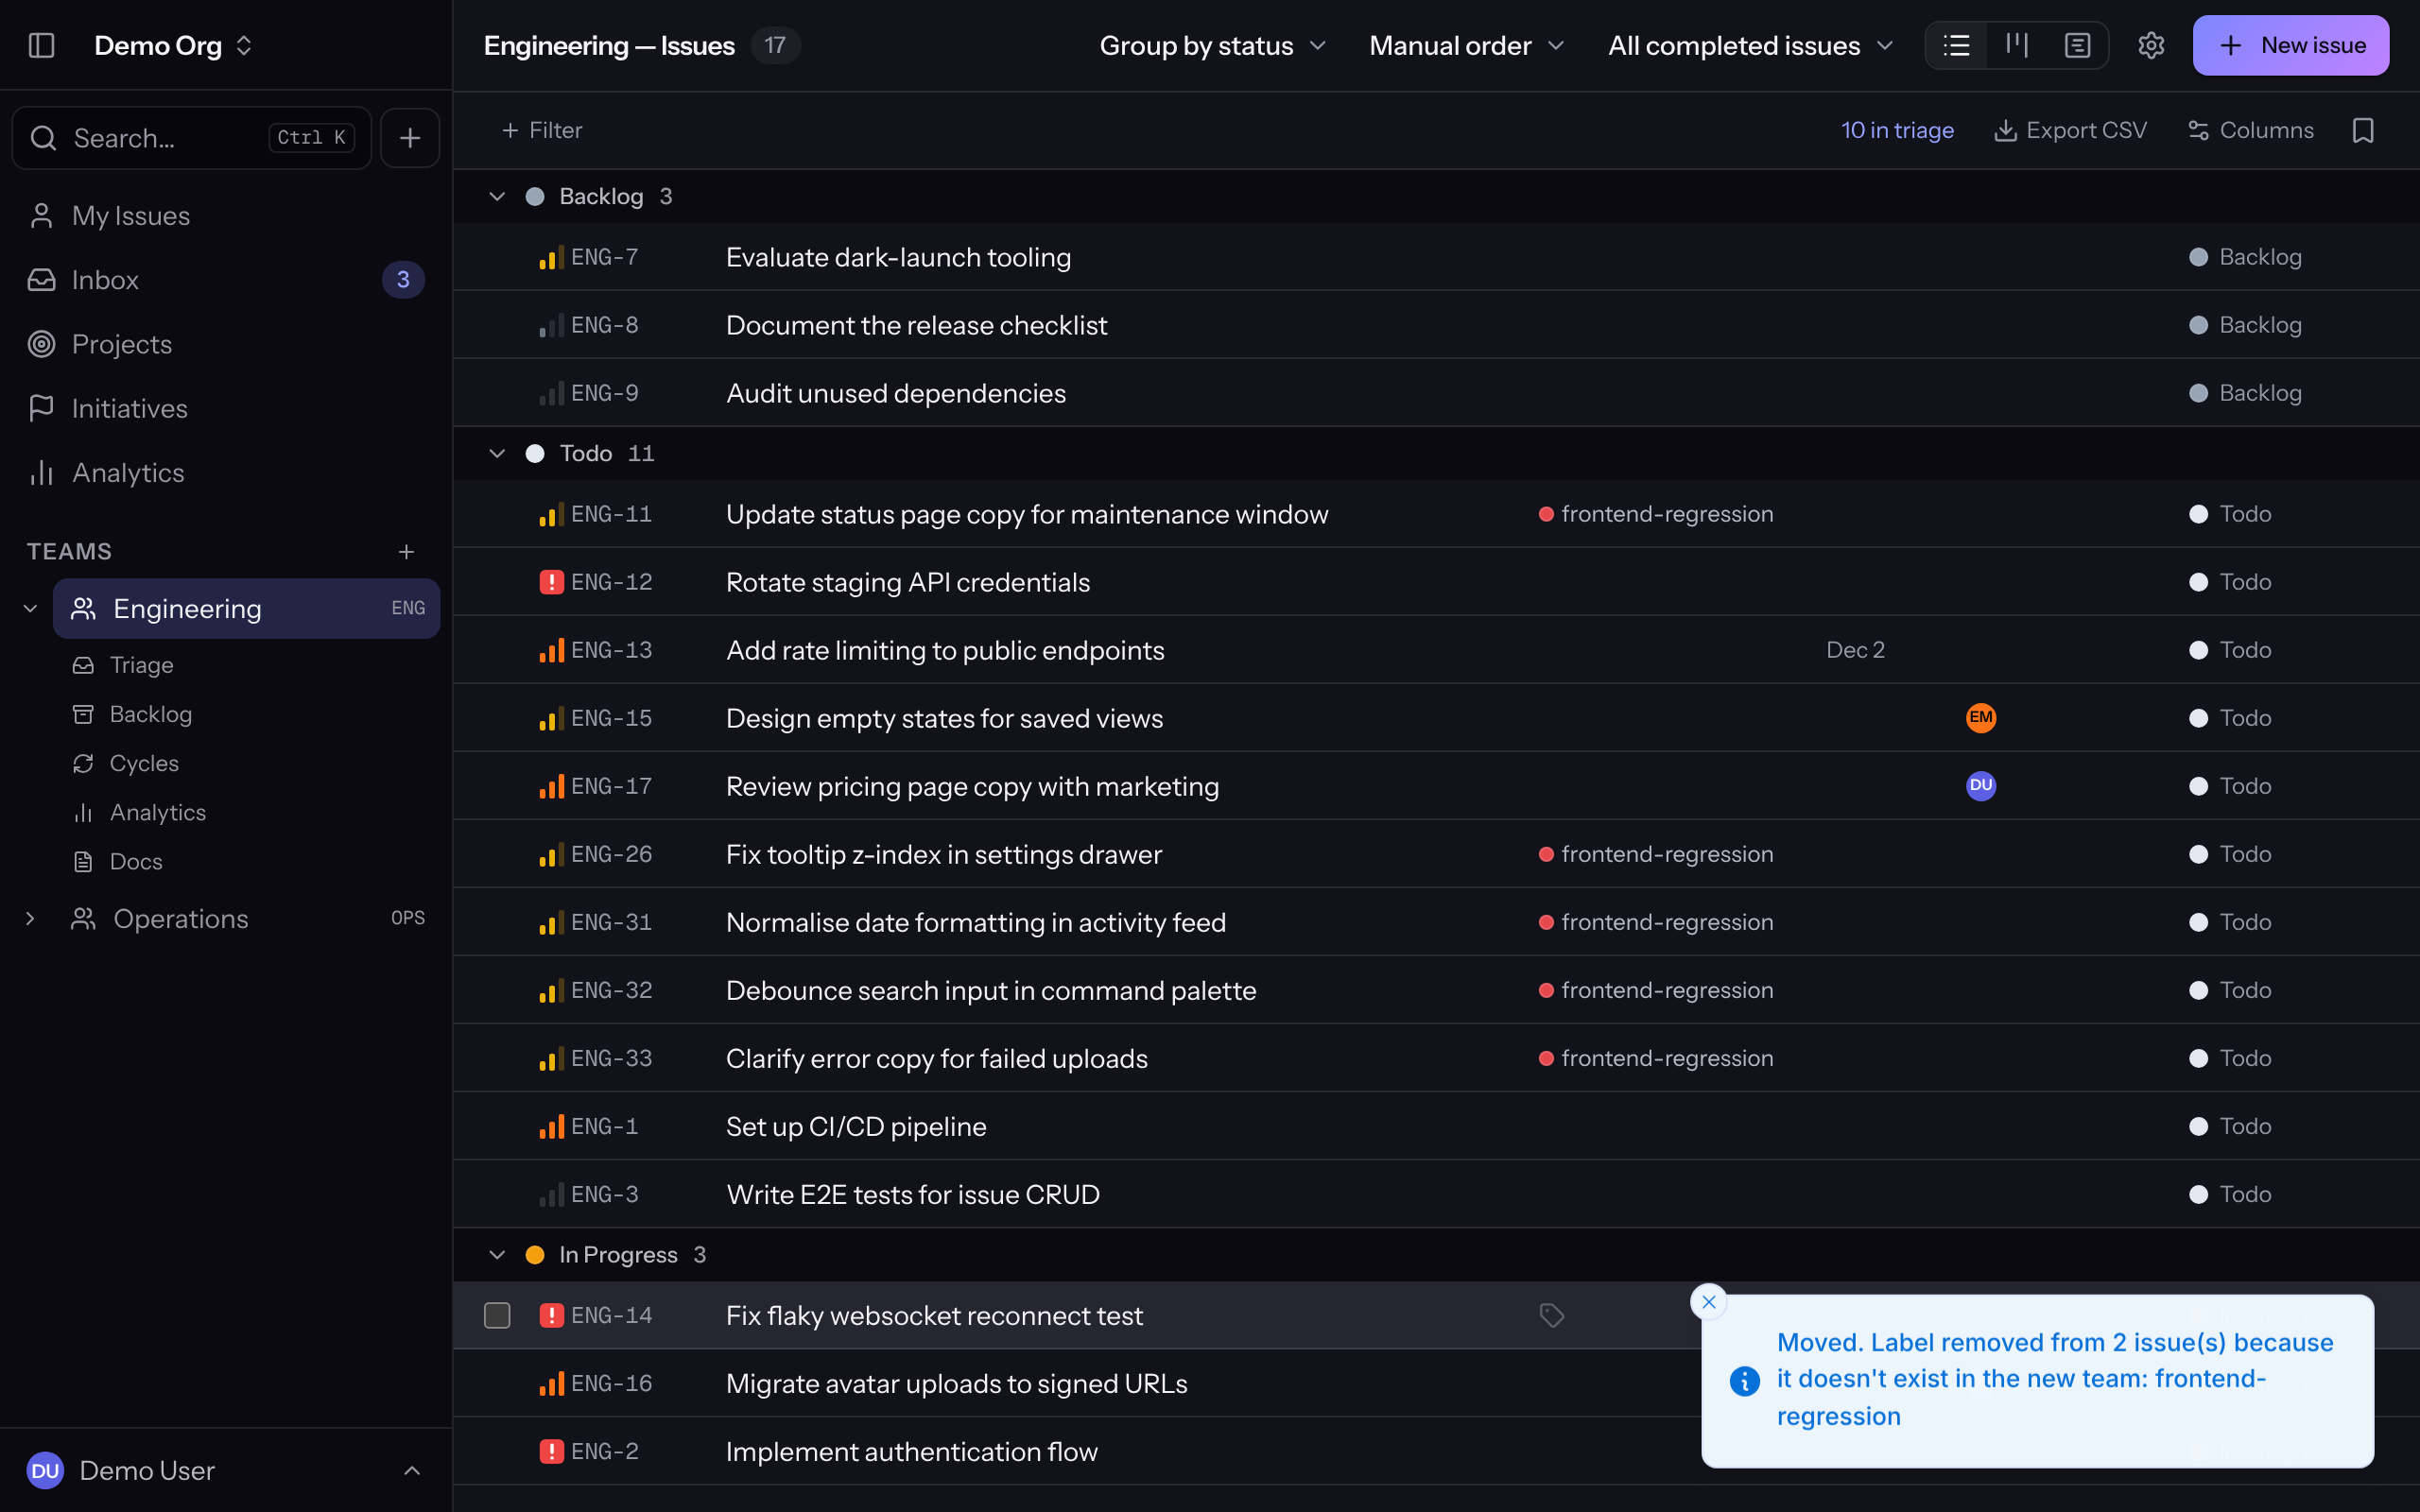 Demo Org
Engineering — Issues 17
Group by status
Manual order
All completed issues
New issue
Search...
Ctrl K
Filter
10 in triage
Export CSV
Columns
My Issues
Inbox 3
Projects
Initiatives
Analytics
TEAMS
Engineering ENG
Triage
Backlog
Cycles
Analytics
Docs
Operations OPS
DU Demo User
Backlog 3
ENG-7 Evaluate dark-launch tooling Backlog
ENG-8 Document the release checklist Backlog
ENG-9 Audit unused dependencies Backlog
Todo 11
ENG-11 Update status page copy for maintenance window frontend-regression Todo
ENG-12 Rotate staging API credentials Todo
ENG-13 Add rate limiting to public endpoints Dec 2 Todo
ENG-15 Design empty states for saved views EM Todo
ENG-17 Review pricing page copy with marketing DU Todo
ENG-26 Fix tooltip z-index in settings drawer frontend-regression Todo
ENG-31 Normalise date formatting in activity feed frontend-regression Todo
ENG-32 Debounce search input in command palette frontend-regression Todo
ENG-33 Clarify error copy for failed uploads frontend-regression Todo
ENG-1 Set up CI/CD pipeline Todo
ENG-3 Write E2E tests for issue CRUD Todo
In Progress 3
ENG-14 Fix flaky websocket reconnect test
ENG-16 Migrate avatar uploads to signed URLs
ENG-2 Implement authentication flow
Moved. Label removed from 2 issue(s) because
it doesn't exist in the new team: frontend-
regression